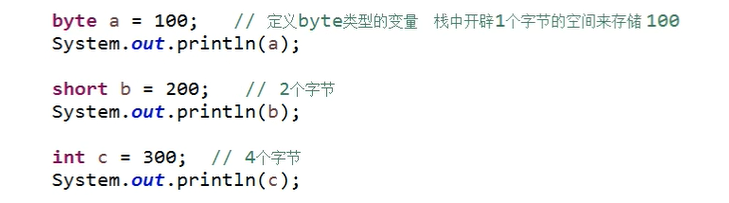 byte a = 100;   // 定义byte类型的变量  栈中开辟1个字节的空间来存储 100
System.out.println(a);
short b = 200;   // 2个字节
System.out.println(b);
int c = 300;  // 4个字节
System.out.println(c);